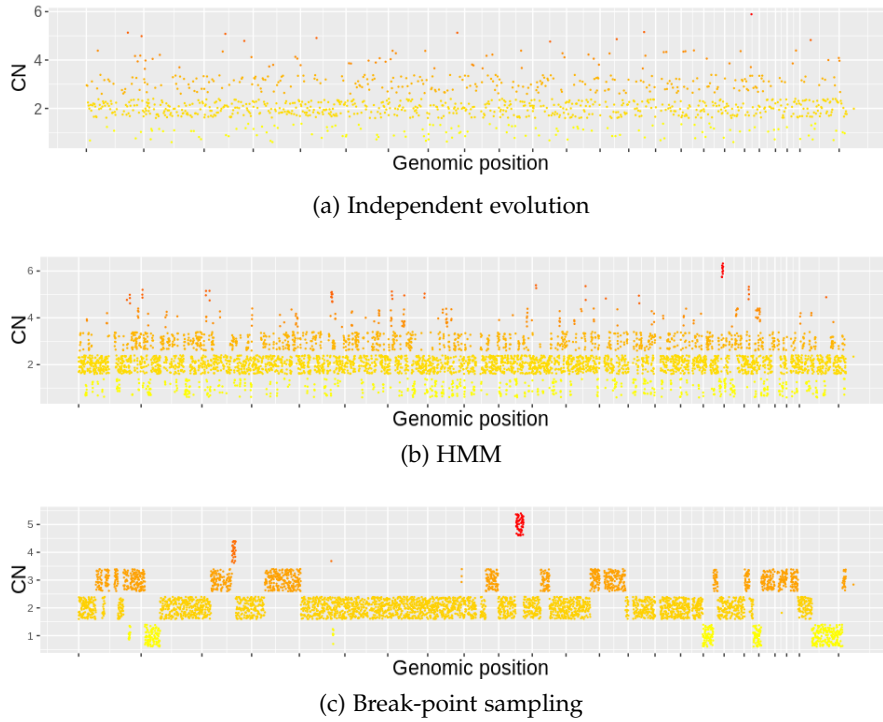 6
4
2
CN
Genomic position
(a) Independent evolution
6
4
2
CN
Genomic position
(b) HMM
5
4
3
2
1
CN
Genomic position
(c) Break-point sampling